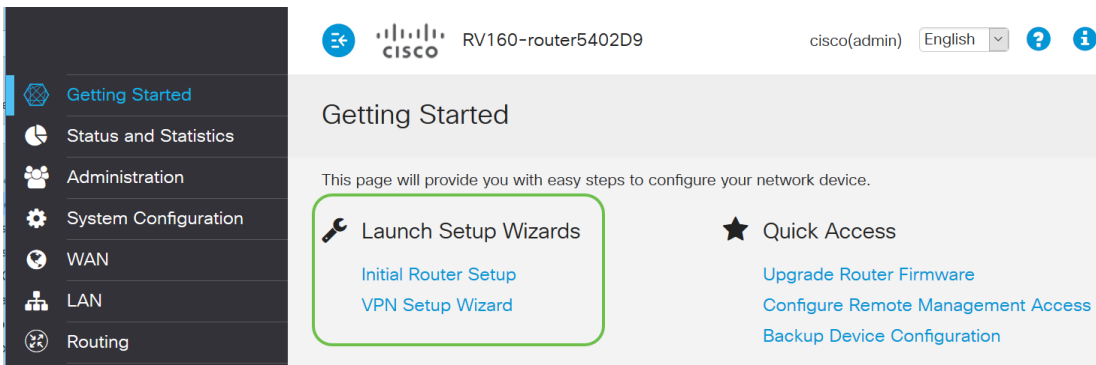 CISCO
RV160-router5402D9
cisco(admin)
English
Getting Started
Status and Statistics
Administration
System Configuration
WAN
LAN
Routing
Getting Started
This page will provide you with easy steps to configure your network device.
Launch Setup Wizards
Initial Router Setup
VPN Setup Wizard
Quick Access
Upgrade Router Firmware
Configure Remote Management Access
Backup Device Configuration